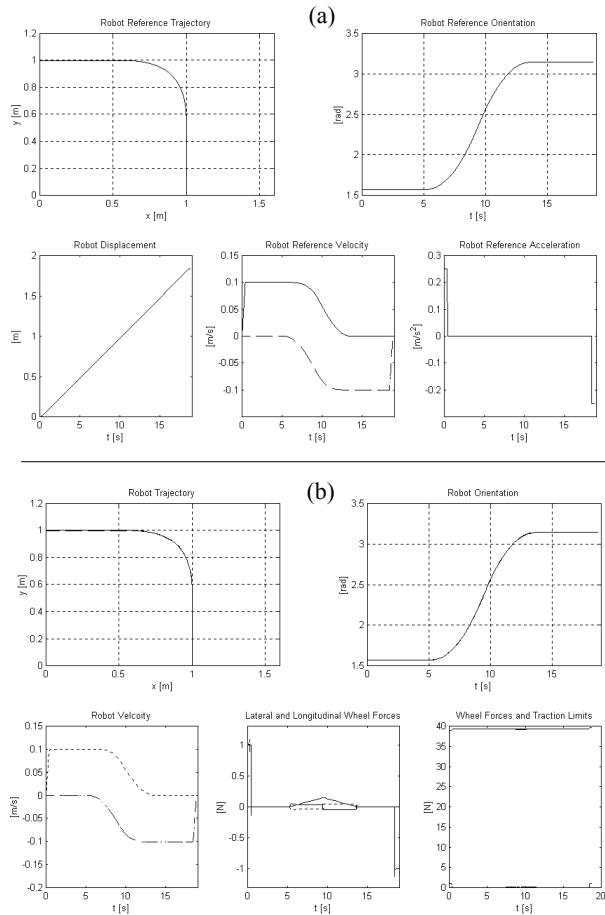 (a)
Robot Reference Trajectory
1.2
1
0.8
0.6
0.4
0.2
0
y [m]
0 0.5 1 1.5
x [m]
Robot Reference Orientation
3.5
3
2.5
2
1.5
[rad]
0 5 10 15
t [s]
Robot Displacement
2
1.5
1
0.5
0
[m]
5 10 15
t [s]
Robot Reference Velocity
0.15
0.1
0.05
0
-0.05
-0.1
[m/s]
0 5 10 15
t [s]
Robot Reference Acceleration
0.3
0.2
0.1
0
-0.1
-0.2
[m/s²]
5 10 15
t [s]
(b)
Robot Trajectory
1.2
1
0.8
0.6
0.4
0.2
0
y [m]
0 0.5 1 1.5
x [m]
Robot Orientation
3.5
3
2.5
2
1.5
[rad]
0 5 10 15
t [s]
Robot Velcoity
0.15
0.1
0.05
0
-0.05
-0.1
-0.15
-0.2
[m/s]
0 5 10 15
t [s]
Lateral and Longitudinal Wheel Forces
1
0.5
0
-0.5
-1
[N]
0 5 10 15
t [s]
Wheel Forces and Traction Limits
40
35
30
25
20
15
10
5
0
[N]
0 5 10 15
t [s]